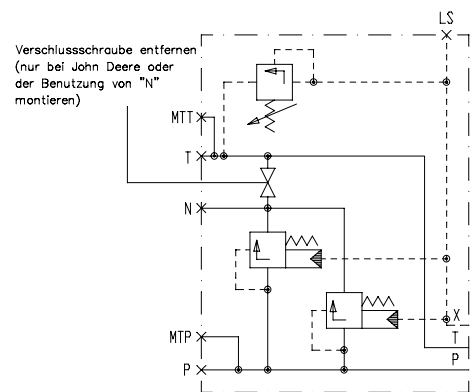 LS
Verschlussschraube entfernen
(nur bei John Deere oder
der Benutzung von "N"
montieren)
MTT
T
N
X
T
MTP
P
P